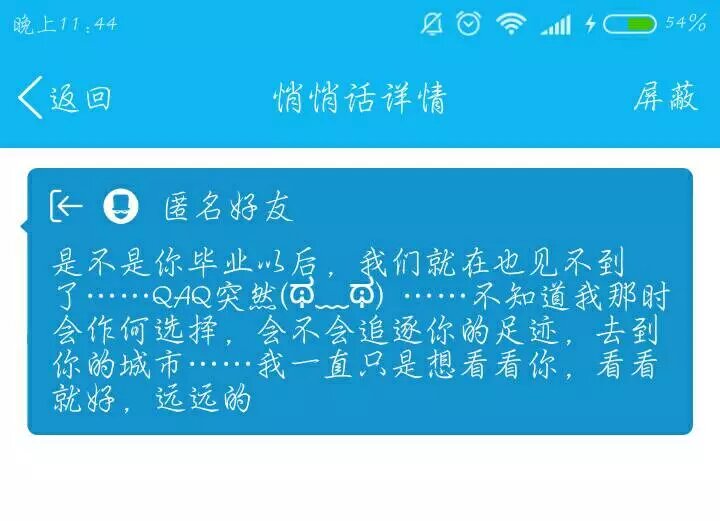 晚上11:44
54%
返回
悄悄话详情
屏蔽
匿名好友
是不是你毕业以后，我们就在也见不到
了……QAQ突然(ಥ﹏ಥ) ……不知道我那时
会作何选择，会不会追逐你的足迹，去到
你的城市……我一直只是想看看你，看看
就好，远远的